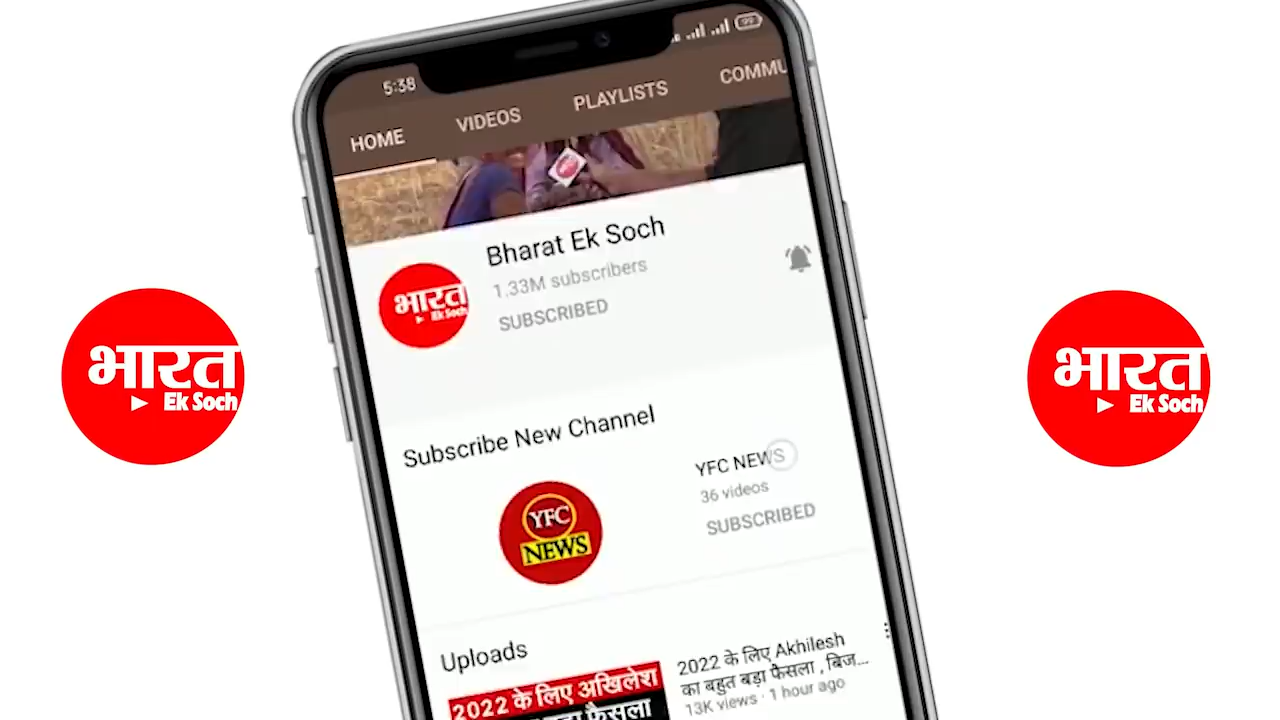 5:38
99
HOME
VIDEOS
PLAYLISTS
COMMU
Bharat Ek Soch
1.33M subscribers
SUBSCRIBED
भारत
Ek Soch
भारत
Ek Soch
भारत
Ek Soch
Subscribe New Channel
YFC NEWS
36 videos
SUBSCRIBED
YFC
NEWS
Uploads
2022 के लिए अखिलेश
फैसला
2022 के लिए Akhilesh
का बहुत बड़ा फैसला , बिज...
13K views · 1 hour ago